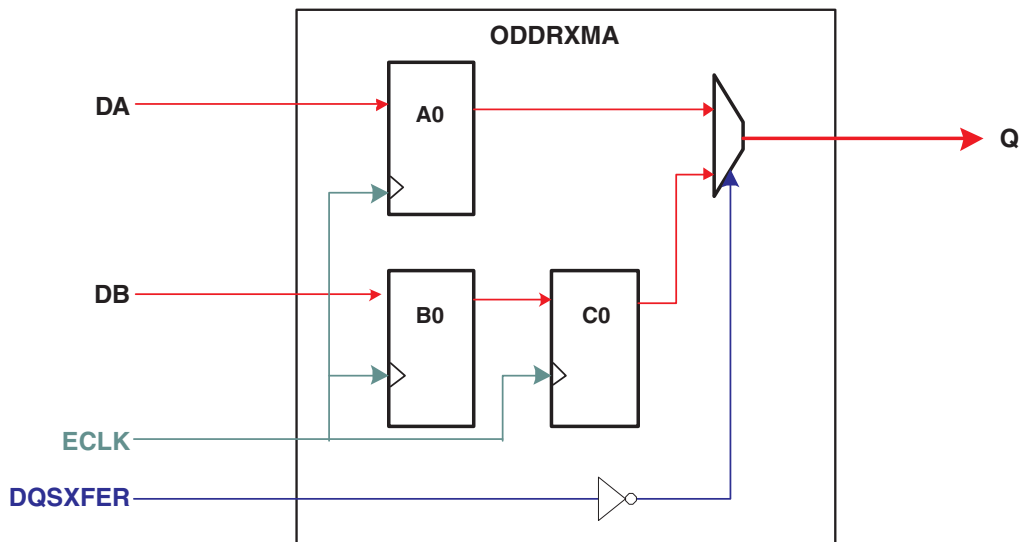 ODDRXMA
DA
A0
Q
DB
B0
C0
ECLK
DQSXFER